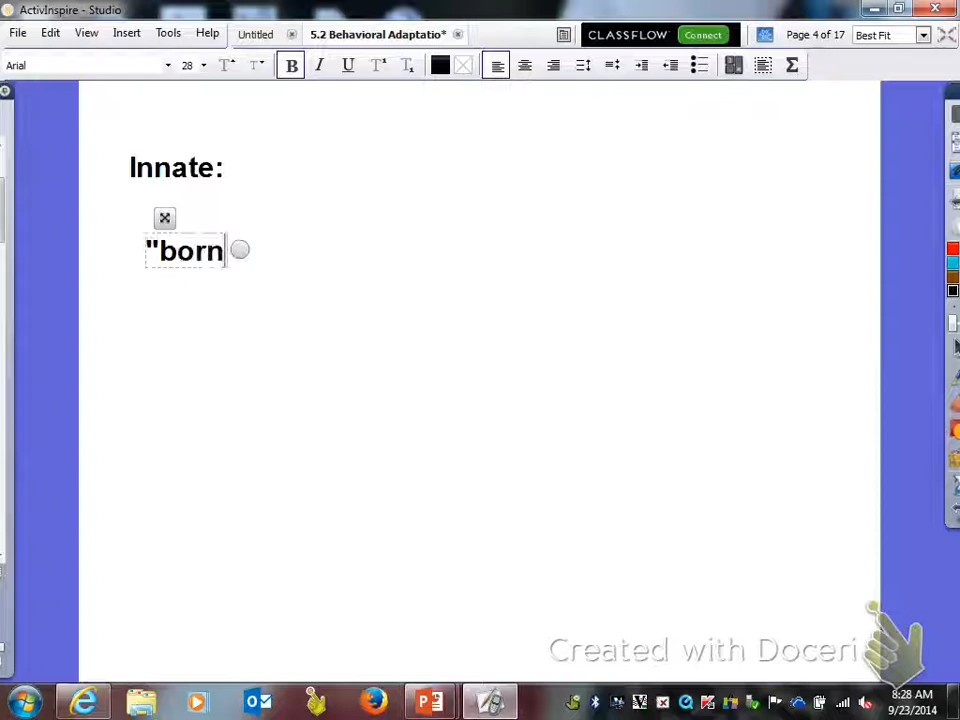 ActivInspire - Studio
File Edit View Insert Tools Help Untitled 5.2 Behavioral Adaptatio* CLASSFLOW Connect Page 4 of 17 Best Fit
Arial 28 B I U
Innate:
"born
Created with Doceri
8:28 AM
9/23/2014